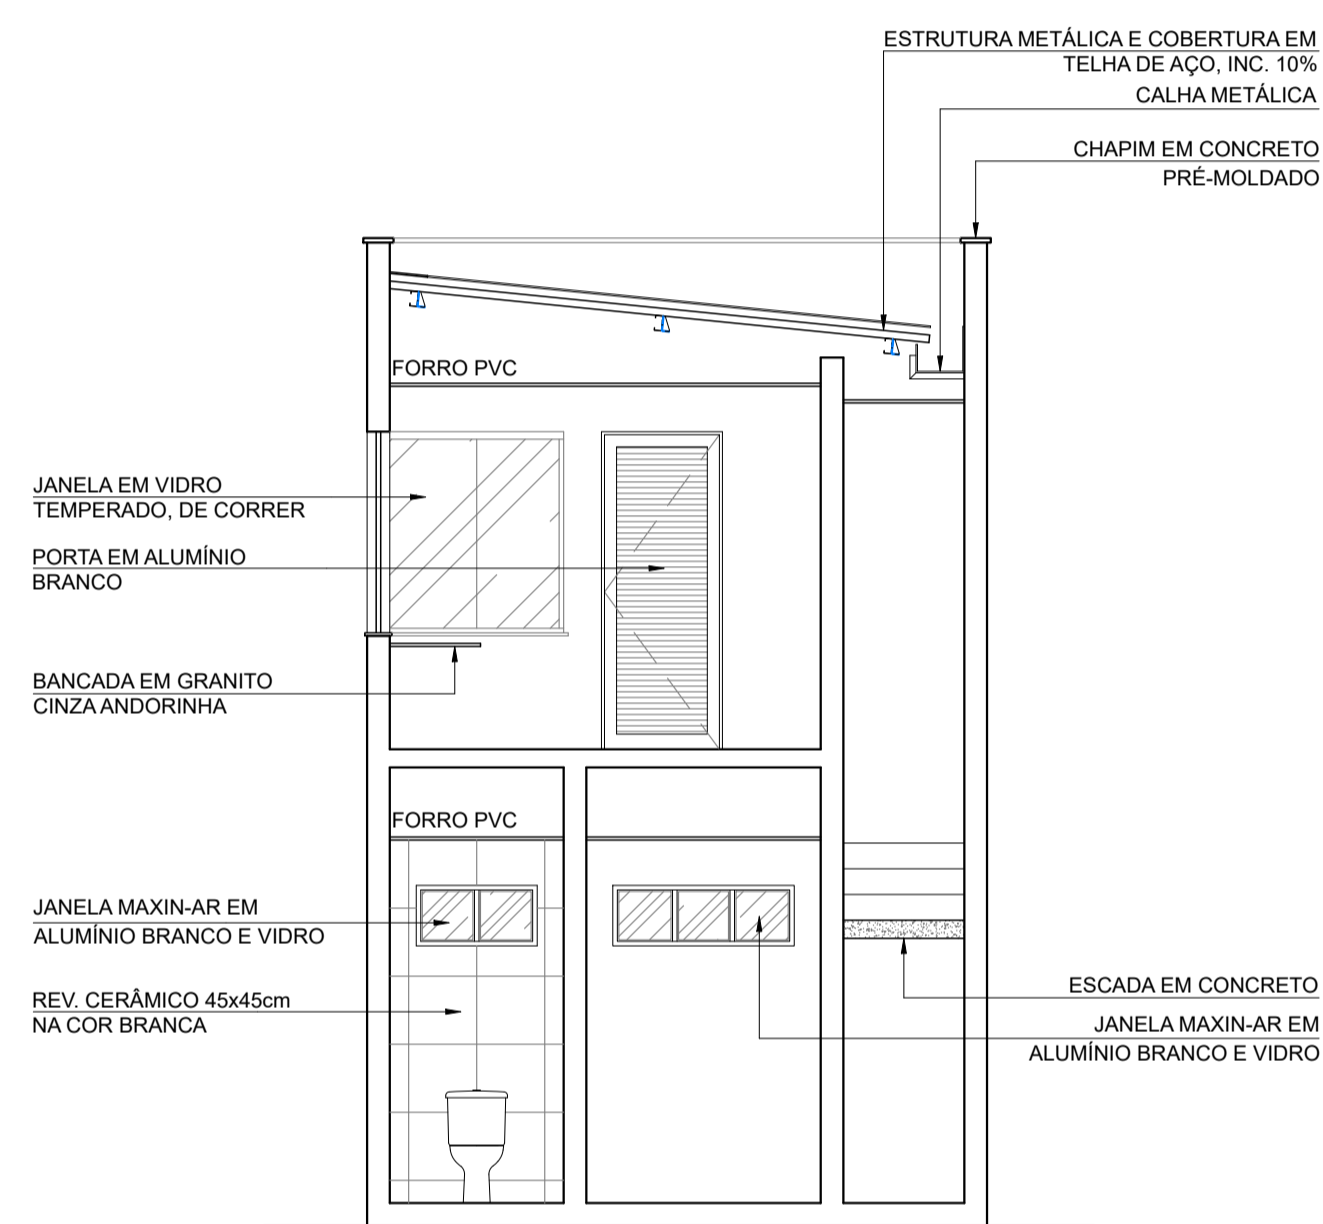 ESTRUTURA METÁLICA E COBERTURA EM
TELHA DE AÇO, INC. 10%
CALHA METÁLICA
CHAPIM EM CONCRETO
PRÉ-MOLDADO
FORRO PVC
JANELA EM VIDRO
TEMPERADO, DE CORRER
PORTA EM ALUMÍNIO
BRANCO
BANCADA EM GRANITO
CINZA ANDORINHA
FORRO PVC
JANELA MAXIN-AR EM
ALUMÍNIO BRANCO E VIDRO
REV. CERÂMICO 45x45cm
NA COR BRANCA
ESCADA EM CONCRETO
JANELA MAXIN-AR EM
ALUMÍNIO BRANCO E VIDRO